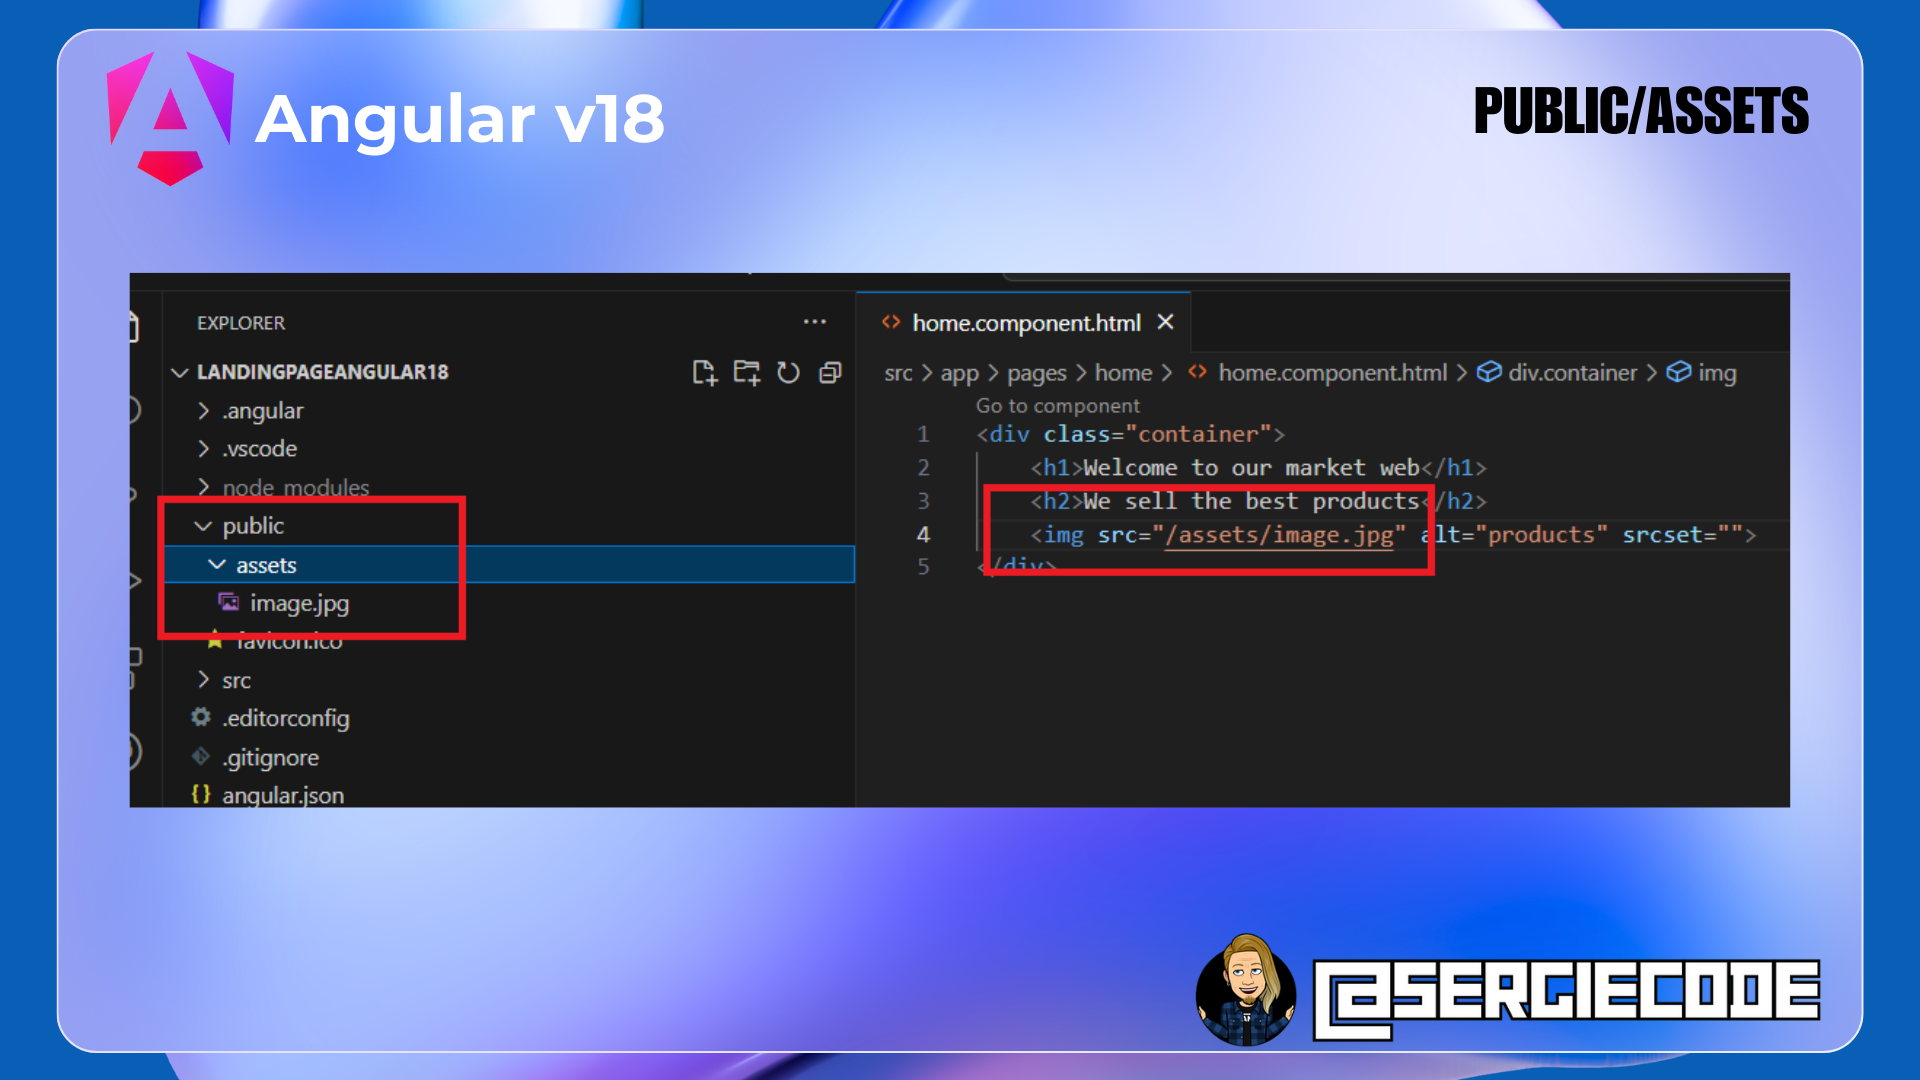 Angular v18
PUBLIC/ASSETS
EXPLORER
LANDINGPAGEANGULAR18
.angular
.vscode
node_modules
public
assets
image.jpg
favicon.ico
src
.editorconfig
.gitignore
angular.json
home.component.html
src > app > pages > home > home.component.html > div.container > img
Go to component
1 <div class="container">
2 <h1>Welcome to our market web</h1>
3 <h2>We sell the best products</h2>
4 <img src="/assets/image.jpg" alt="products" srcset="">
5 </div>
@SERGIECODE